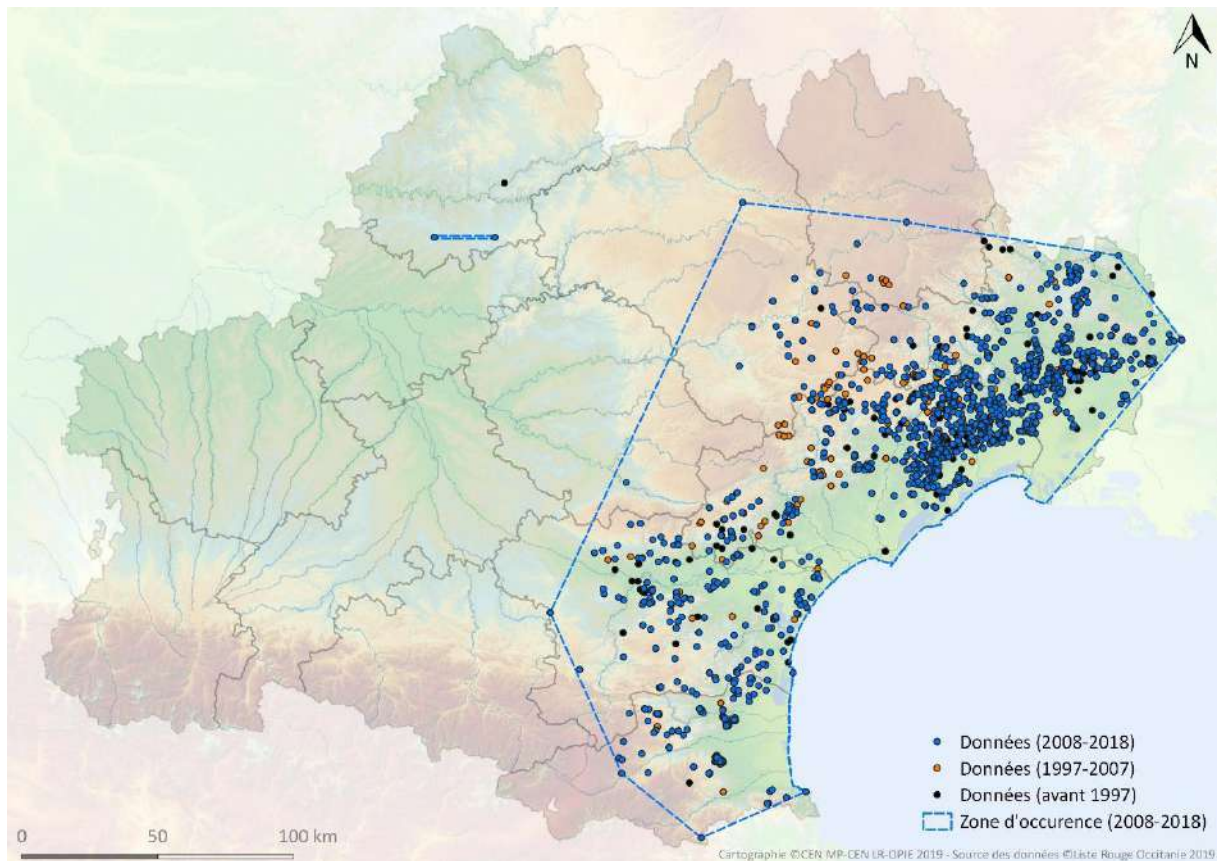 N
Données (2008-2018)
Données (1997-2007)
Données (avant 1997)
Zone d'occurence (2008-2018)
0 50 100 km
Cartographie ©CEN MP-CEN LR-OPIE 2019 - Source des données ©Liste Rouge Occitanie 2019